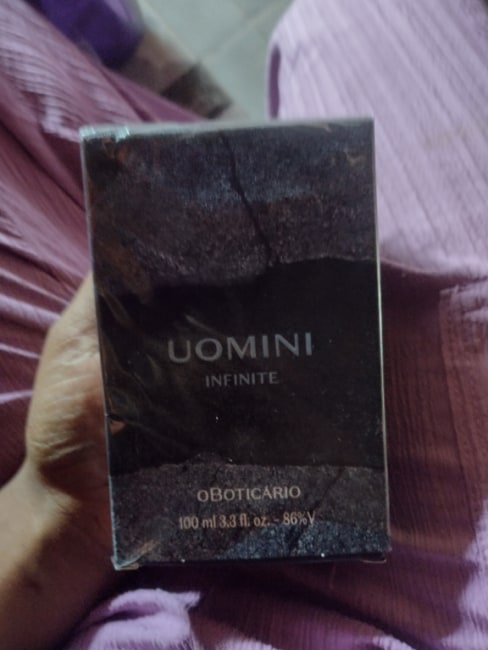 UOMINI
INFINITE
oBOTICÁRIO
100 ml 3.3 fl. oz. - 86%V